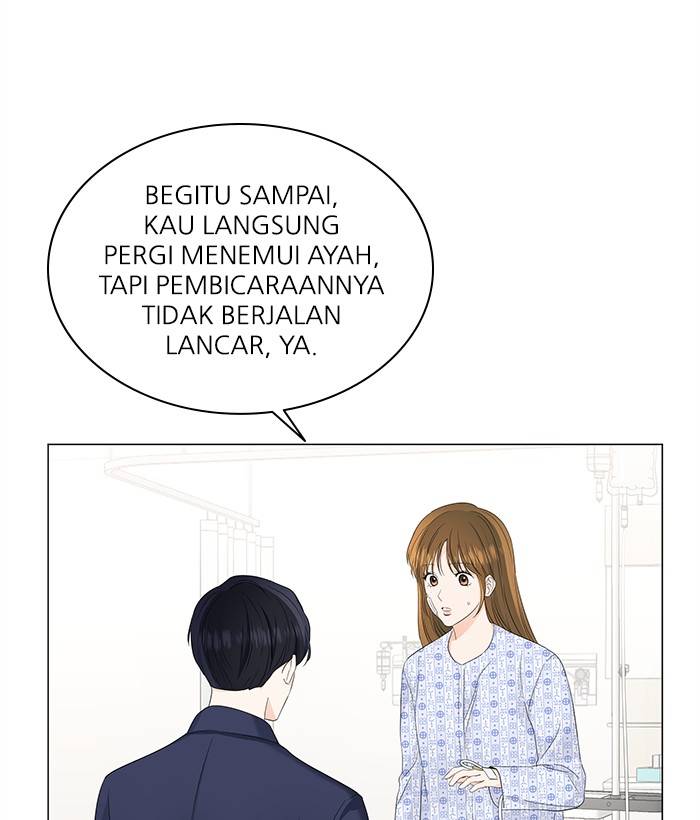 BEGITU SAMPAI,
KAU LANGSUNG
PERGI MENEMUI AYAH,
TAPI PEMBICARAANNYA
TIDAK BERJALAN
LANCAR, YA.